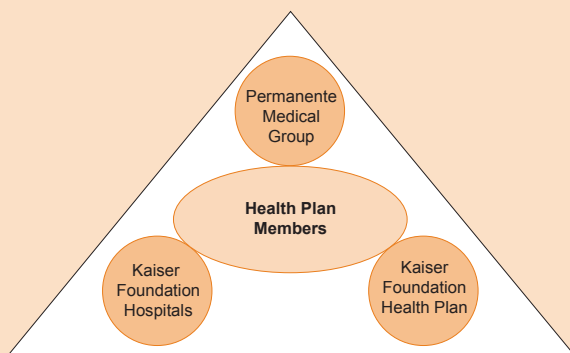 Permanente
Medical
Group
Health Plan
Members
Kaiser
Foundation
Hospitals
Kaiser
Foundation
Health Plan